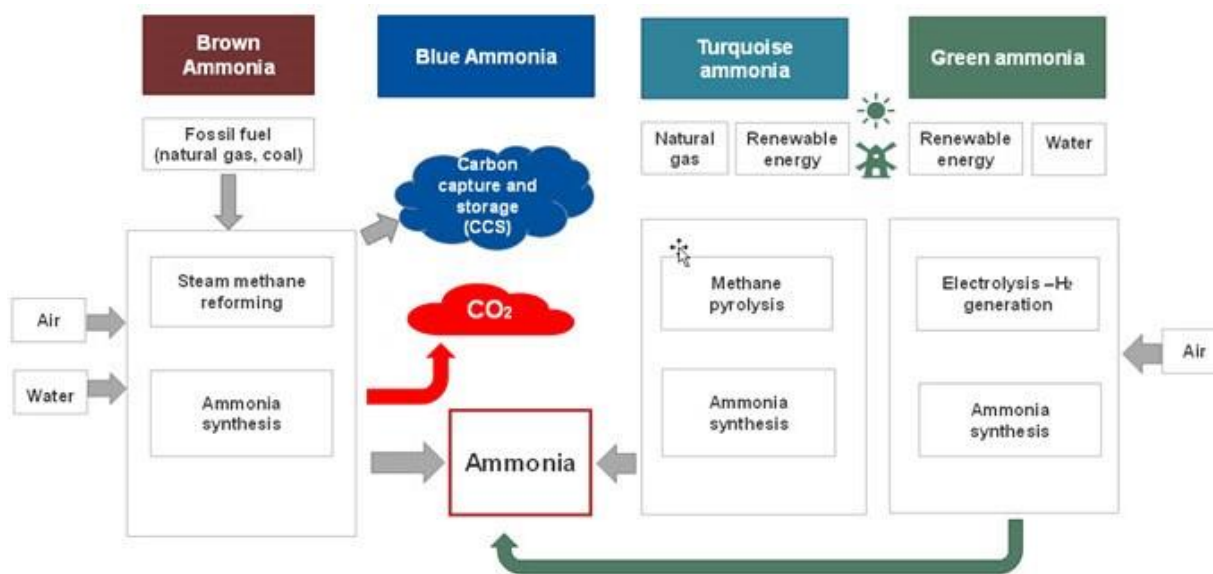 Brown
Ammonia
Blue Ammonia
Turquoise
ammonia
Green ammonia
Fossil fuel
(natural gas, coal)
Carbon
capture and
storage
(CCS)
Natural
gas
Renewable
energy
Renewable
energy
Water
Steam methane
reforming
CO₂
Methane
pyrolysis
Electrolysis –H₂
generation
Air
Water
Air
Ammonia
synthesis
Ammonia
Ammonia
synthesis
Ammonia
synthesis